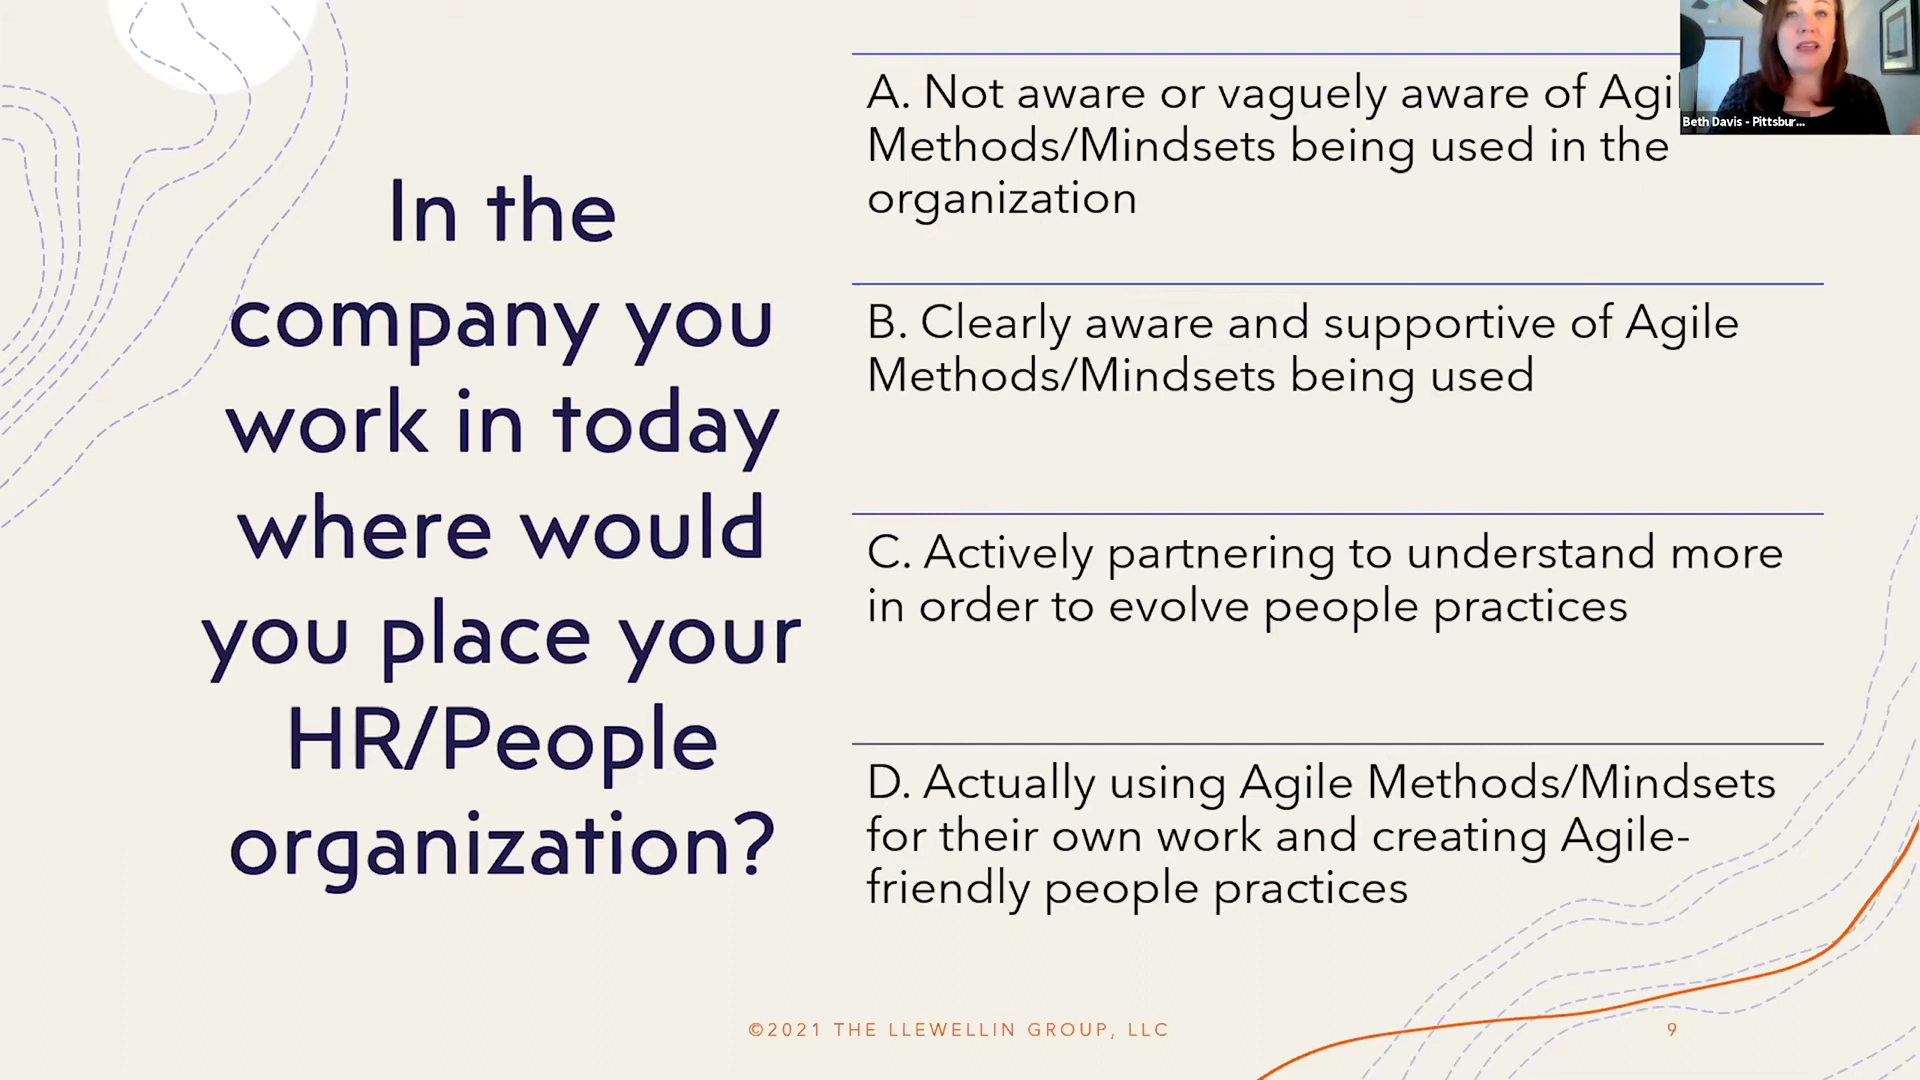 In the
company you
work in today
where would
you place your
HR/People
organization?
A. Not aware or vaguely aware of
Methods/Mindsets being used in the
organization
B. Clearly aware and supportive of Agile
Methods/Mindsets being used
C. Actively partnering to understand more
in order to evolve people practices
D. Actually using Agile Methods/Mindsets
for their own work and creating Agile-
friendly people practices
Beth Davis - Pittsbur...
©2021 THE LLEWELLIN GROUP, LLC
9